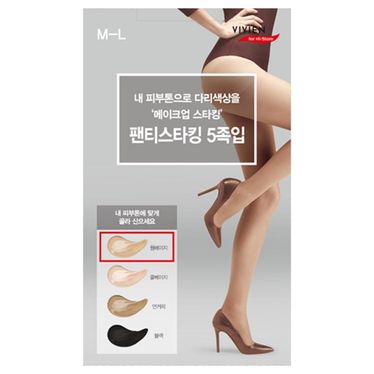 M-L
VIVIEN
for Hi-Store
내 피부톤으로 다리색상을
'메이크업 스타킹'
팬티스타킹 5족입
내 피부톤에 맞게
골라 신으세요
원베이지
쿨베이지
연커피
블랙